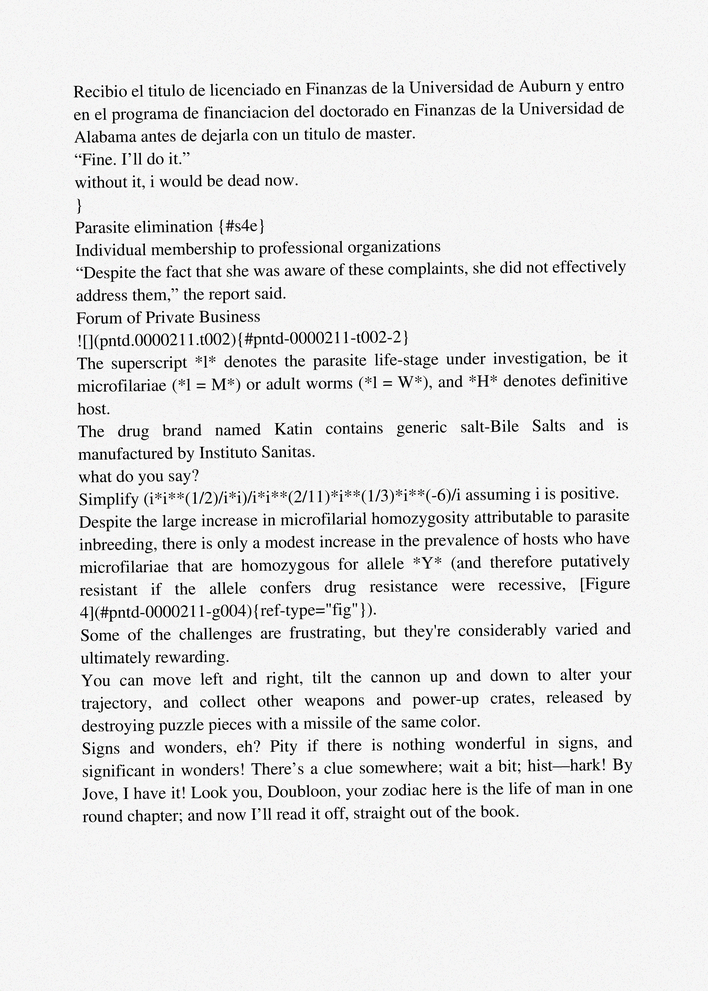 Recibio el titulo de licenciado en Finanzas de la Universidad de Auburn y entro
en el programa de financiacion del doctorado en Finanzas de la Universidad de
Alabama antes de dejarla con un titulo de master.
“Fine. I’ll do it.”
without it, i would be dead now.
}
Parasite elimination {#s4e}
Individual membership to professional organizations
“Despite the fact that she was aware of these complaints, she did not effectively
address them,” the report said.
Forum of Private Business
![](pntd.0000211.t002){#pntd-0000211-t002-2}
The superscript *l* denotes the parasite life-stage under investigation, be it
microfilariae (*l = M*) or adult worms (*l = W*), and *H* denotes definitive
host.
The drug brand named Katin contains generic salt-Bile Salts and is
manufactured by Instituto Sanitas.
what do you say?
Simplify (i*i**(1/2)/i*i)/i*i**(2/11)*i**(1/3)*i**(-6)/i assuming i is positive.
Despite the large increase in microfilarial homozygosity attributable to parasite
inbreeding, there is only a modest increase in the prevalence of hosts who have
microfilariae that are homozygous for allele *Y* (and therefore putatively
resistant if the allele confers drug resistance were recessive, [Figure
4](#pntd-0000211-g004){ref-type="fig"}).
Some of the challenges are frustrating, but they're considerably varied and
ultimately rewarding.
You can move left and right, tilt the cannon up and down to alter your
trajectory, and collect other weapons and power-up crates, released by
destroying puzzle pieces with a missile of the same color.
Signs and wonders, eh? Pity if there is nothing wonderful in signs, and
significant in wonders! There’s a clue somewhere; wait a bit; hist—hark! By
Jove, I have it! Look you, Doubloon, your zodiac here is the life of man in one
round chapter; and now I’ll read it off, straight out of the book.